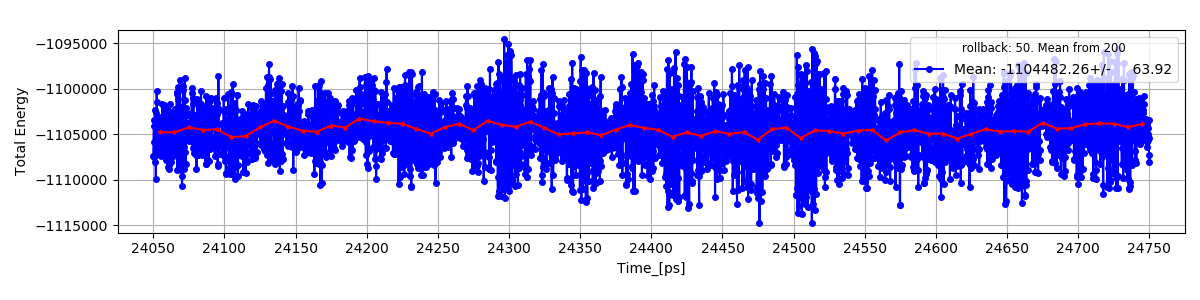 rollback: 50. Mean from 200
Mean: -1104482.26+/- 63.92
Total Energy
−1095000
−1100000
−1105000
−1110000
−1115000
24050 24100 24150 24200 24250 24300 24350 24400 24450 24500 24550 24600 24650 24700 24750
Time_[ps]